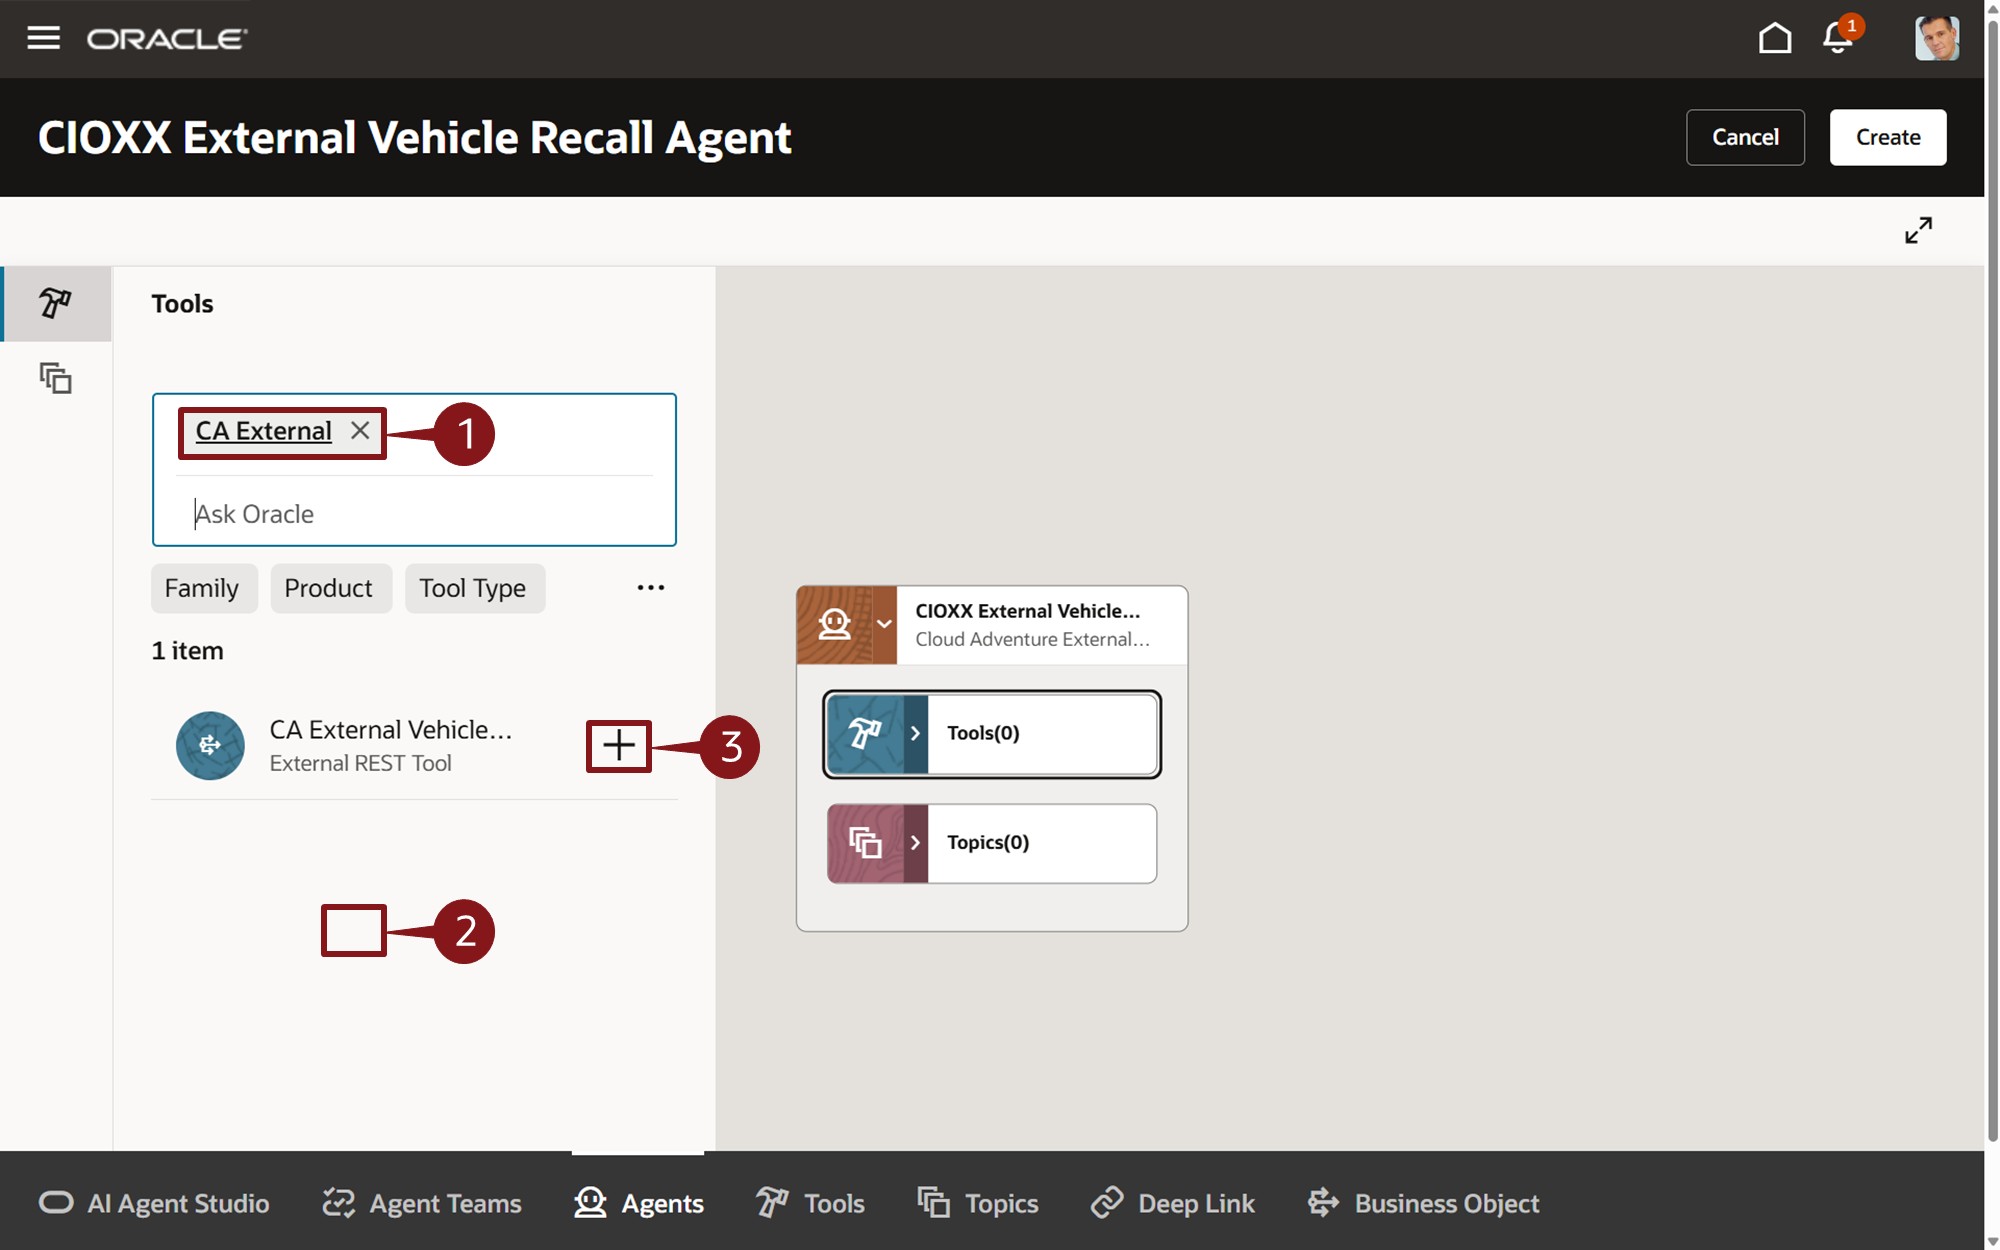 ORACLE
1
CIOXX External Vehicle Recall Agent
Cancel
Create
Tools
CA External
1
Ask Oracle
Family
Product
Tool Type
...
1 item
CA External Vehicle...
External REST Tool
3
2
CIOXX External Vehicle...
Cloud Adventure External...
Tools(0)
Topics(0)
AI Agent Studio
Agent Teams
Agents
Tools
Topics
Deep Link
Business Object